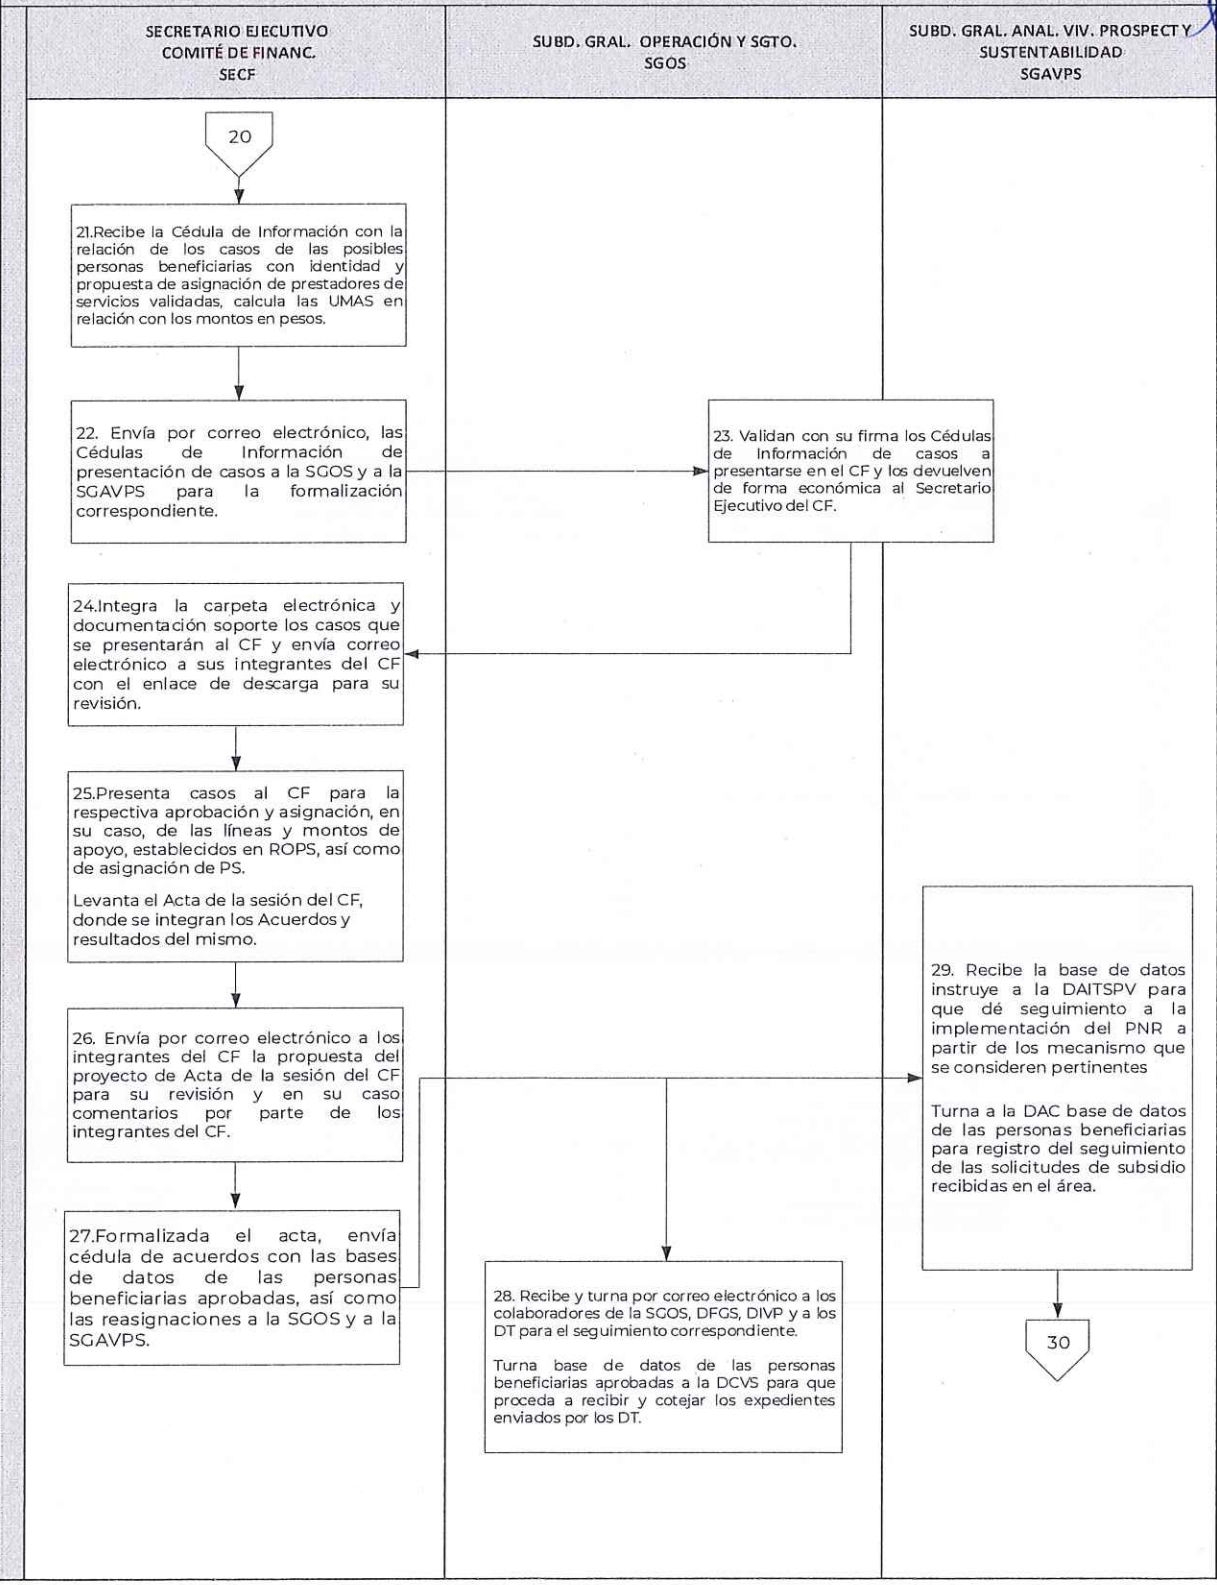 SECRETARIO EJECUTIVO
COMITÉ DE FINANC.
SECF
SUBD. GRAL. OPERACIÓN Y SGTO.
SGOS
SUBD. GRAL. ANAL. VIV. PROSPECT Y
SUSTENTABILIDAD
SGAVPS
20
21.Recibe la Cédula de Información con la
relación de los casos de las posibles
personas beneficiarias con identidad y
propuesta de asignación de prestadores de
servicios validadas, calcula las UMAS en
relación con los montos en pesos.
22. Envía por correo electrónico, las
Cédulas de Información de
presentación de casos a la SGOS y a la
SGAVPS para la formalización
correspondiente.
23. Validan con su firma los Cédulas
de Información de casos a
presentarse en el CF y los devuelven
de forma económica al Secretario
Ejecutivo del CF.
24.Integra la carpeta electrónica y
documentación soporte los casos que
se presentarán al CF y envía correo
electrónico a sus integrantes del CF
con el enlace de descarga para su
revisión.
25.Presenta casos al CF para la
respectiva aprobación y asignación, en
su caso, de las líneas y montos de
apoyo, establecidos en ROPS, así como
de asignación de PS.
Levanta el Acta de la sesión del CF,
donde se integran los Acuerdos y
resultados del mismo.
26. Envía por correo electrónico a los
integrantes del CF la propuesta del
proyecto de Acta de la sesión del CF
para su revisión y en su caso
comentarios por parte de los
integrantes del CF.
27.Formalizada el acta, envía
cédula de acuerdos con las bases
de datos de las personas
beneficiarias aprobadas, así como
las reasignaciones a la SGOS y a la
SGAVPS.
28. Recibe y turna por correo electrónico a los
colaboradores de la SGOS, DFGS, DIVP y a los
DT para el seguimiento correspondiente.
Turna base de datos de las personas
beneficiarias aprobadas a la DCVS para que
proceda a recibir y cotejar los expedientes
enviados por los DT.
29. Recibe la base de datos
instruye a la DAITSPV para
que dé seguimiento a la
implementación del PNR a
partir de los mecanismo que
se consideren pertinentes
Turna a la DAC base de datos
de las personas beneficiarias
para registro del seguimiento
de las solicitudes de subsidio
recibidas en el área.
30